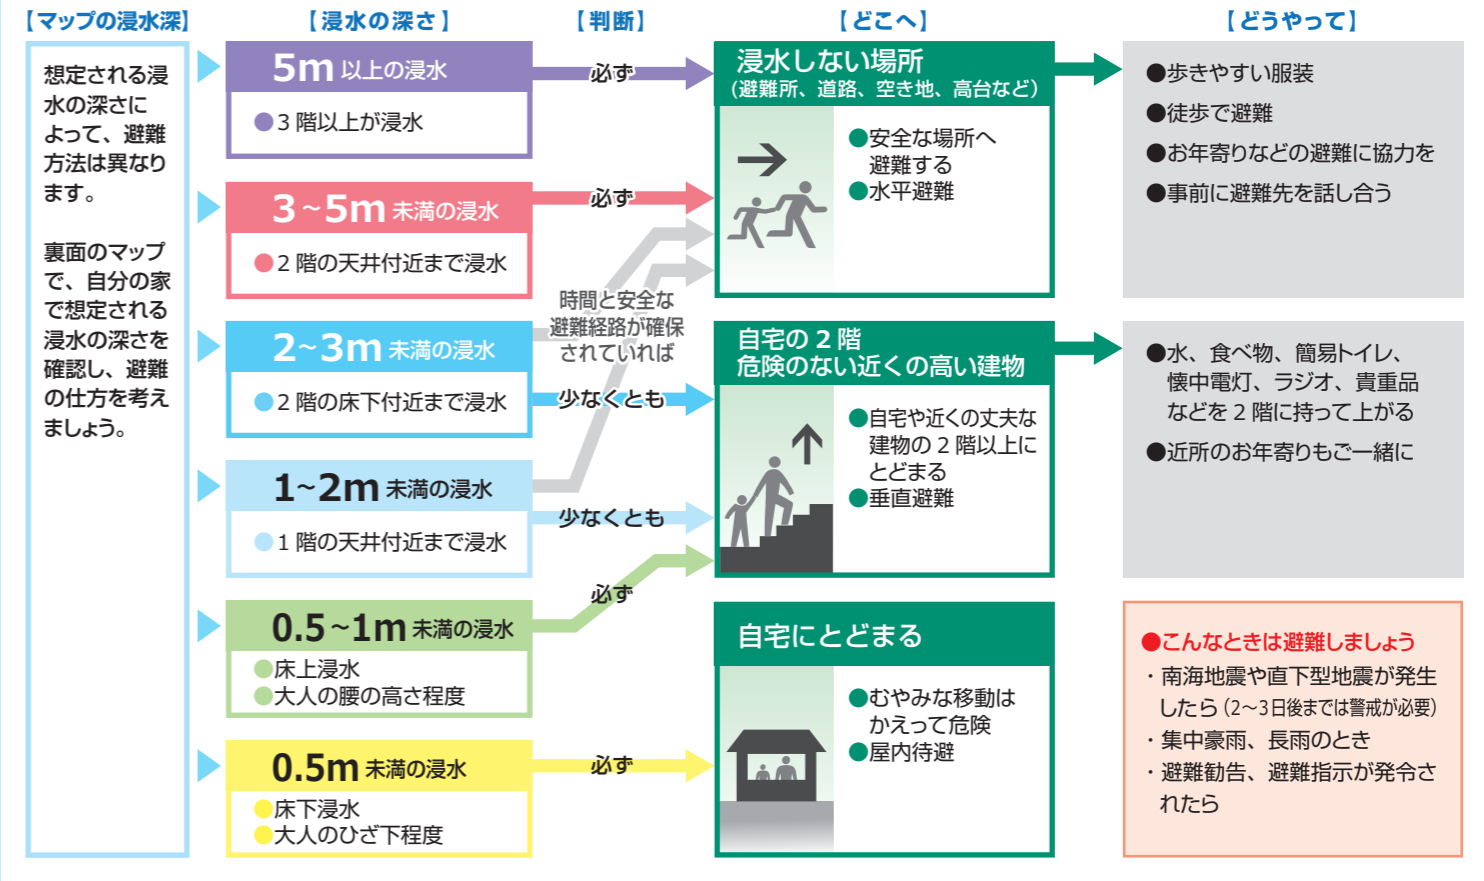 【マップの浸水深】
【浸水の深さ】
【判断】
【どこへ】
【どうやって】
想定される浸
水の深さに
よって、避難
方法は異なり
ます。
裏面のマップ
で、自分の家
で想定される
浸水の深さを
確認し、避難
の仕方を考え
ましょう。
5m 以上の浸水
●3階以上が浸水
必ず
3~5m 未満の浸水
●2階の天井付近まで浸水
必ず
2~3m 未満の浸水
●2階の床下付近まで浸水
時間と安全な
避難経路が確保
されていれば
少なくとも
1~2m 未満の浸水
●1階の天井付近まで浸水
少なくとも
0.5~1m 未満の浸水
●床上浸水
●大人の腰の高さ程度
必ず
0.5m 未満の浸水
●床下浸水
●大人のひざ下程度
必ず
浸水しない場所
(避難所、道路、空き地、高台など)
●安全な場所へ
避難する
●水平避難
自宅の2階
危険のない近くの高い建物
●自宅や近くの丈夫な
建物の2階以上に
とどまる
●垂直避難
自宅にとどまる
●むやみな移動は
かえって危険
●屋内待避
●歩きやすい服装
●徒歩で避難
●お年寄りなどの避難に協力を
●事前に避難先を話し合う
●水、食べ物、簡易トイレ、
懐中電灯、ラジオ、貴重品
などを2階に持って上がる
●近所のお年寄りもご一緒に
●こんなときは避難しましょう
・南海地震や直下型地震が発生
したら(2~3日後までは警戒が必要)
・集中豪雨、長雨のとき
・避難勧告、避難指示が発令さ
れたら